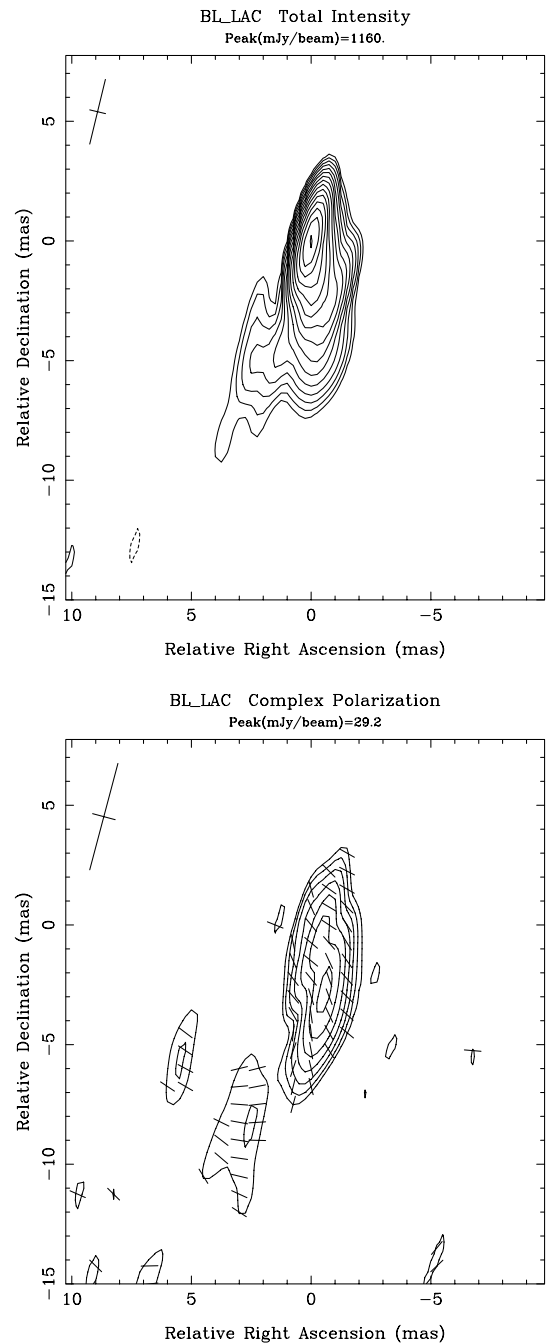 BL_LAC Total Intensity
Peak(mJy/beam)=1160.
Relative Declination (mas)
5
0
−5
−10
−15
10
5
0
−5
Relative Right Ascension (mas)
BL_LAC Complex Polarization
Peak(mJy/beam)=29.2
Relative Declination (mas)
5
0
−5
−10
−15
10
5
0
−5
Relative Right Ascension (mas)